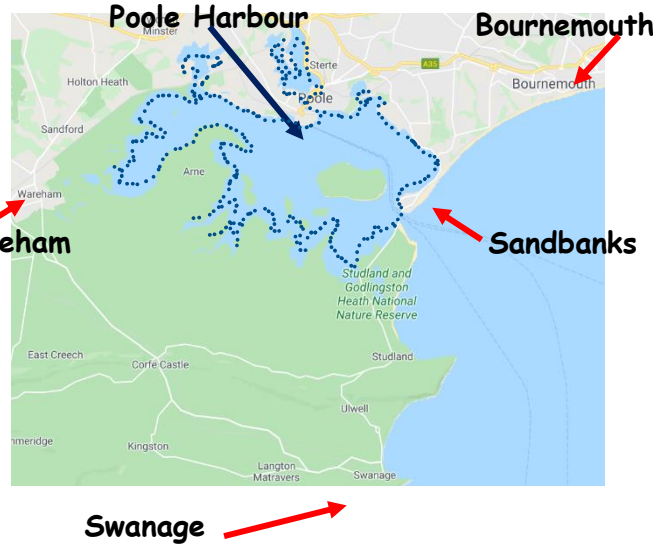 Poole Harbour
Bournemouth
Minster
Sterte
A35
Holton Heath
Bournemouth
Poole
Sandford
Arne
Wareham
eham
Sandbanks
Studland and
Godlingston
Heath National
Nature Reserve
East Creech
Corfe Castle
Studland
Ulwell
nmeridge
Kingston
Langton
Matravers
Swanage
Swanage